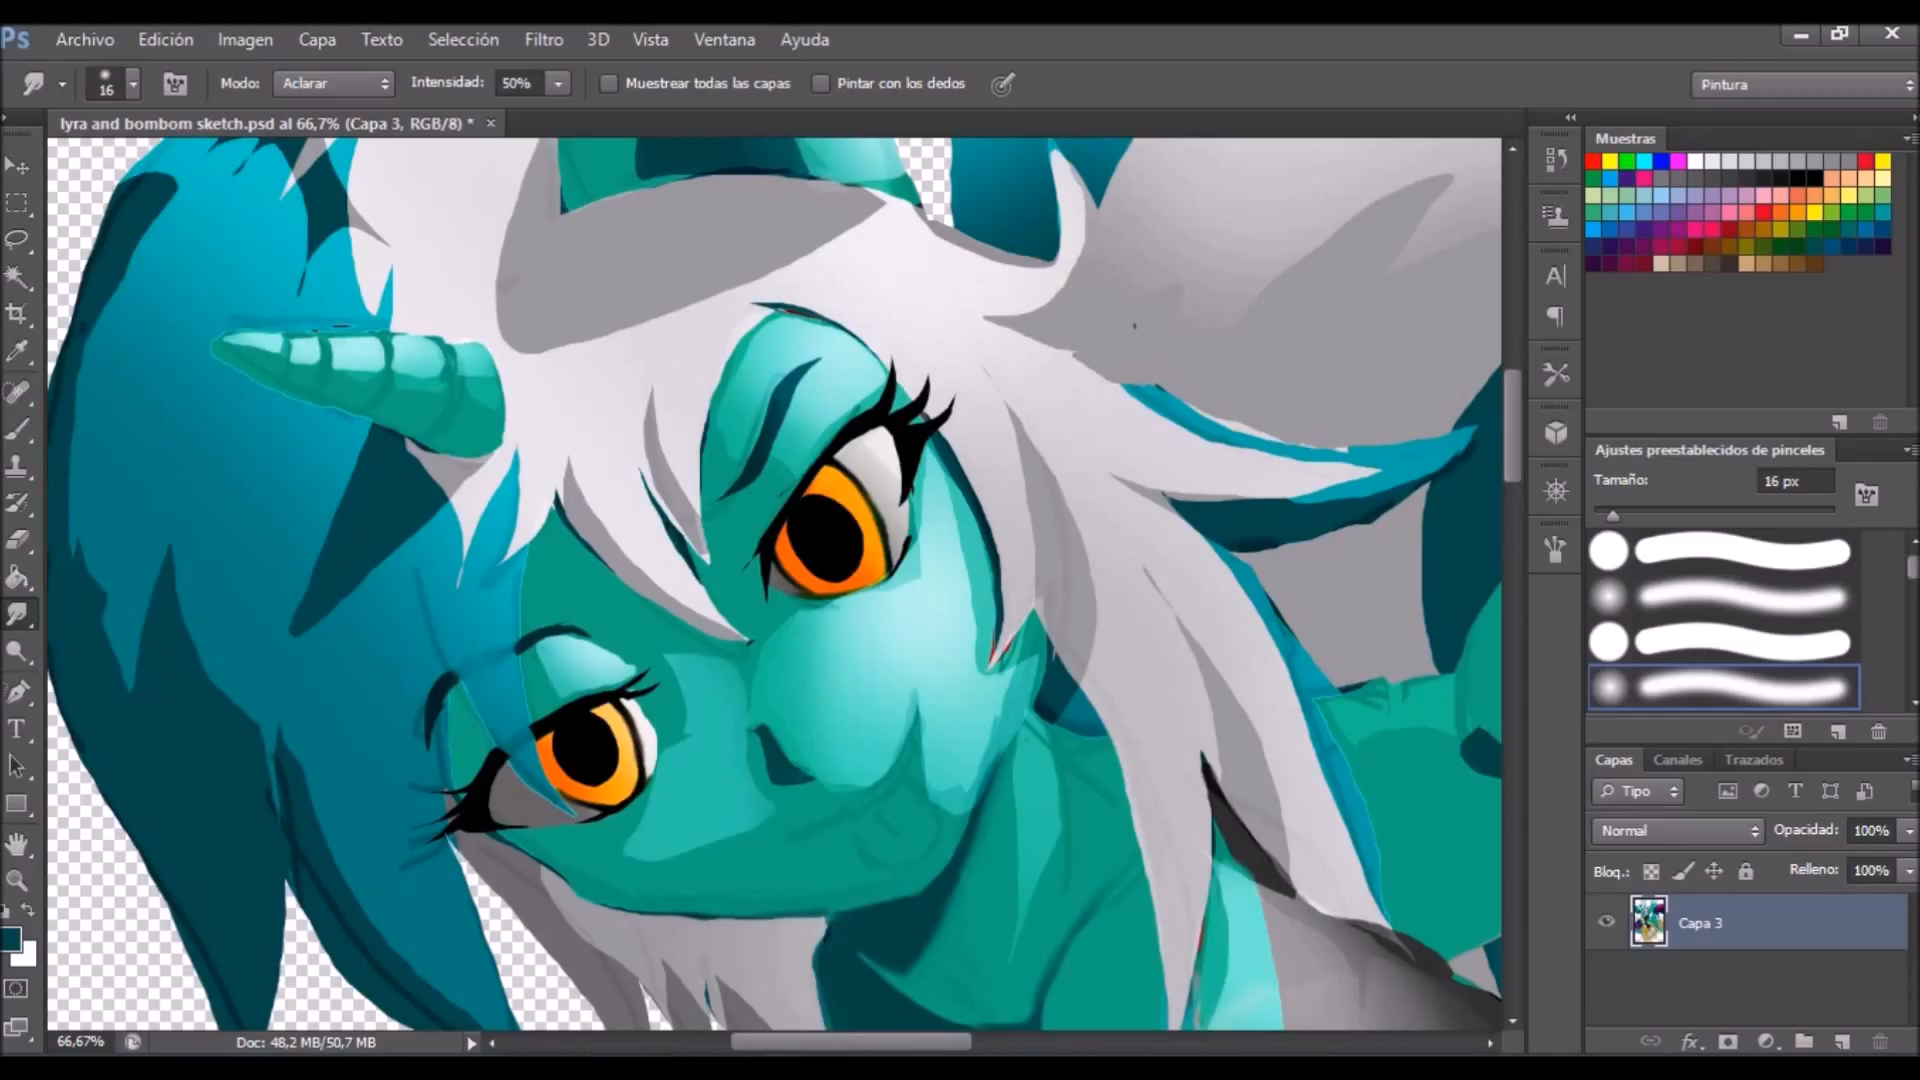 Ps Archivo Edición Imagen Capa Texto Selección Filtro 3D Vista Ventana Ayuda
16 Modo: Aclarar Intensidad: 50% Muestrear todas las capas Pintar con los dedos Pintura
lyra and bombom sketch.psd al 66,7% (Capa 3, RGB/8) *
Muestras
Ajustes preestablecidos de pinceles
Tamaño: 16 px
Capas Canales Trazados
Tipo
Normal Opacidad: 100%
Bloq.: Relleno: 100%
Capa 3
66,67% Doc: 48,2 MB/50,7 MB